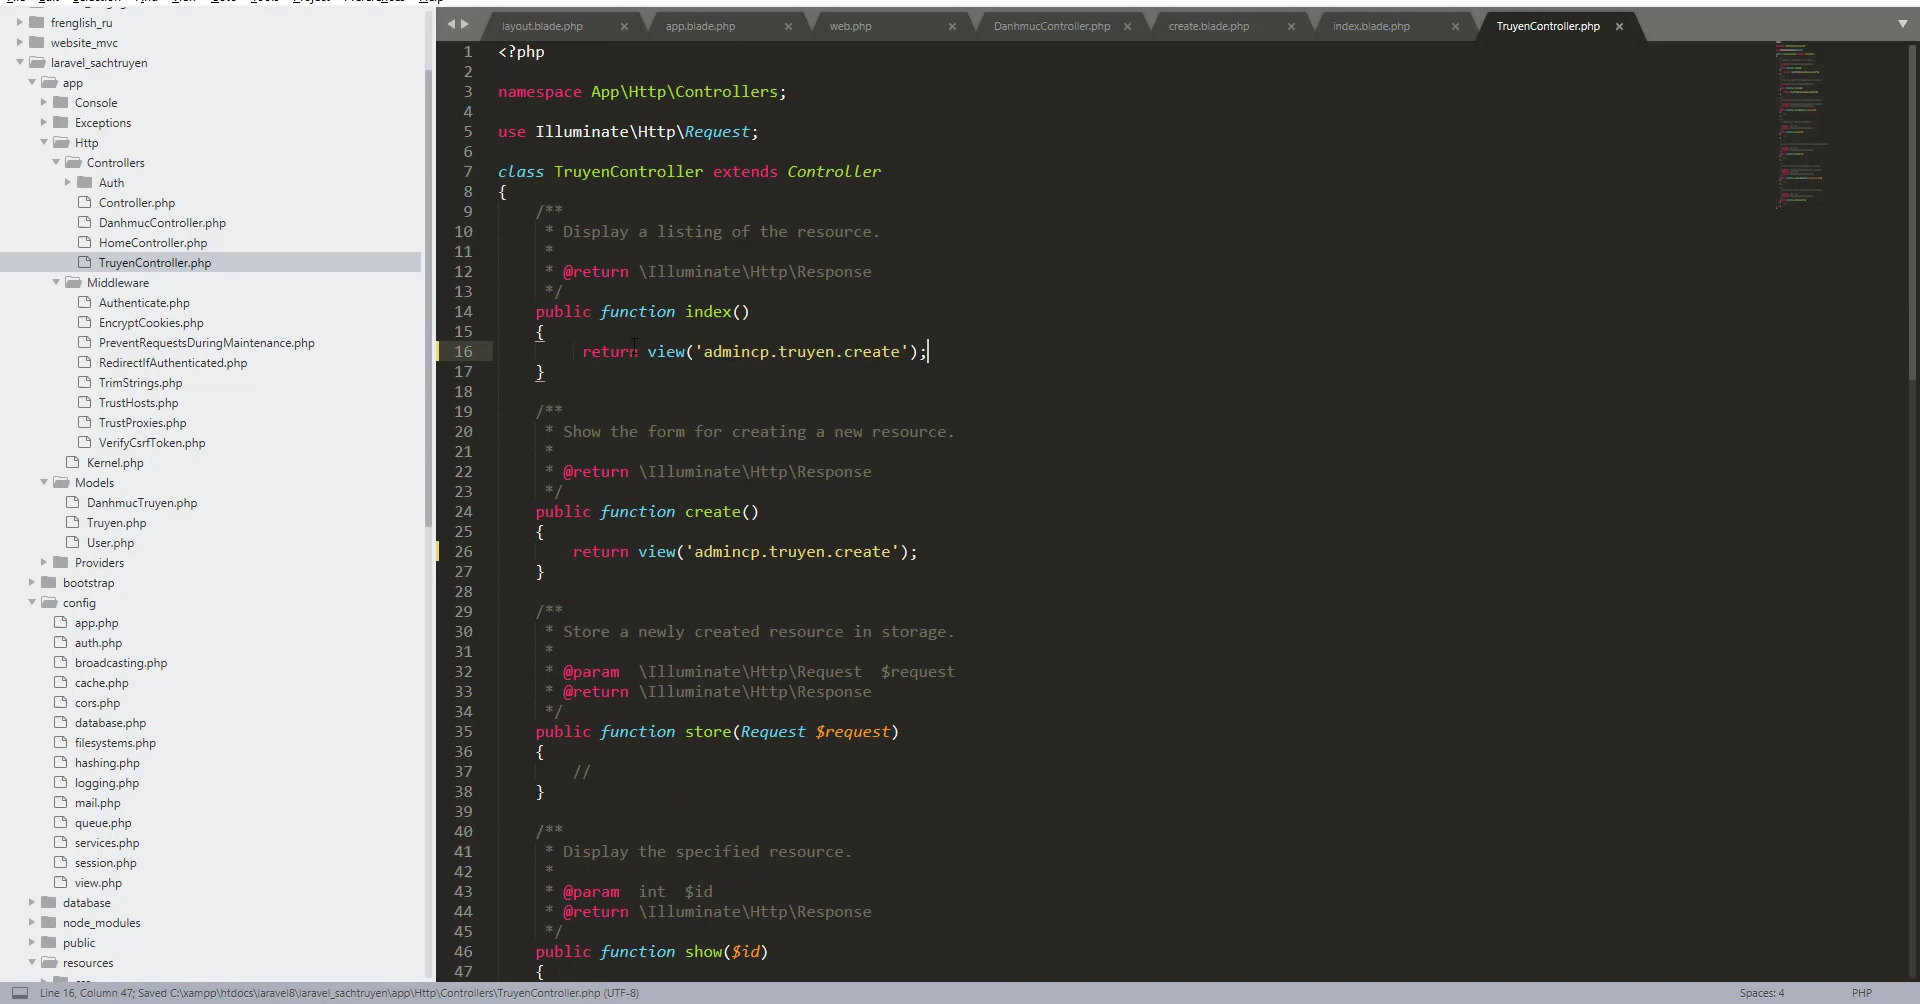 frenglish_ru
website_mvc
laravel_sachtruyen
app
Console
Exceptions
Http
Controllers
Auth
Controller.php
DanhmucController.php
HomeController.php
TruyenController.php
Middleware
Authenticate.php
EncryptCookies.php
PreventRequestsDuringMaintenance.php
RedirectIfAuthenticated.php
TrimStrings.php
TrustHosts.php
TrustProxies.php
VerifyCsrfToken.php
Kernel.php
Models
DanhmucTruyen.php
Truyen.php
User.php
Providers
bootstrap
config
app.php
auth.php
broadcasting.php
cache.php
cors.php
database.php
filesystems.php
hashing.php
logging.php
mail.php
queue.php
services.php
session.php
view.php
database
node_modules
public
resources
layout.blade.php
app.blade.php
web.php
DanhmucController.php
create.blade.php
index.blade.php
TruyenController.php
1 <?php
2
3 namespace App\Http\Controllers;
4
5 use Illuminate\Http\Request;
6
7 class TruyenController extends Controller
8 {
9 /**
10 * Display a listing of the resource.
11 *
12 * @return \Illuminate\Http\Response
13 */
14 public function index()
15 {
16 return view('admincp.truyen.create');
17 }
18
19 /**
20 * Show the form for creating a new resource.
21 *
22 * @return \Illuminate\Http\Response
23 */
24 public function create()
25 {
26 return view('admincp.truyen.create');
27 }
28
29 /**
30 * Store a newly created resource in storage.
31 *
32 * @param \Illuminate\Http\Request $request
33 * @return \Illuminate\Http\Response
34 */
35 public function store(Request $request)
36 {
37 //
38 }
39
40 /**
41 * Display the specified resource.
42 *
43 * @param int $id
44 * @return \Illuminate\Http\Response
45 */
46 public function show($id)
47 {
Line 16, Column 47; Saved C:\xampp\htdocs\laravel8\laravel_sachtruyen\app\Http\Controllers\TruyenController.php (UTF-8)
Spaces: 4
PHP